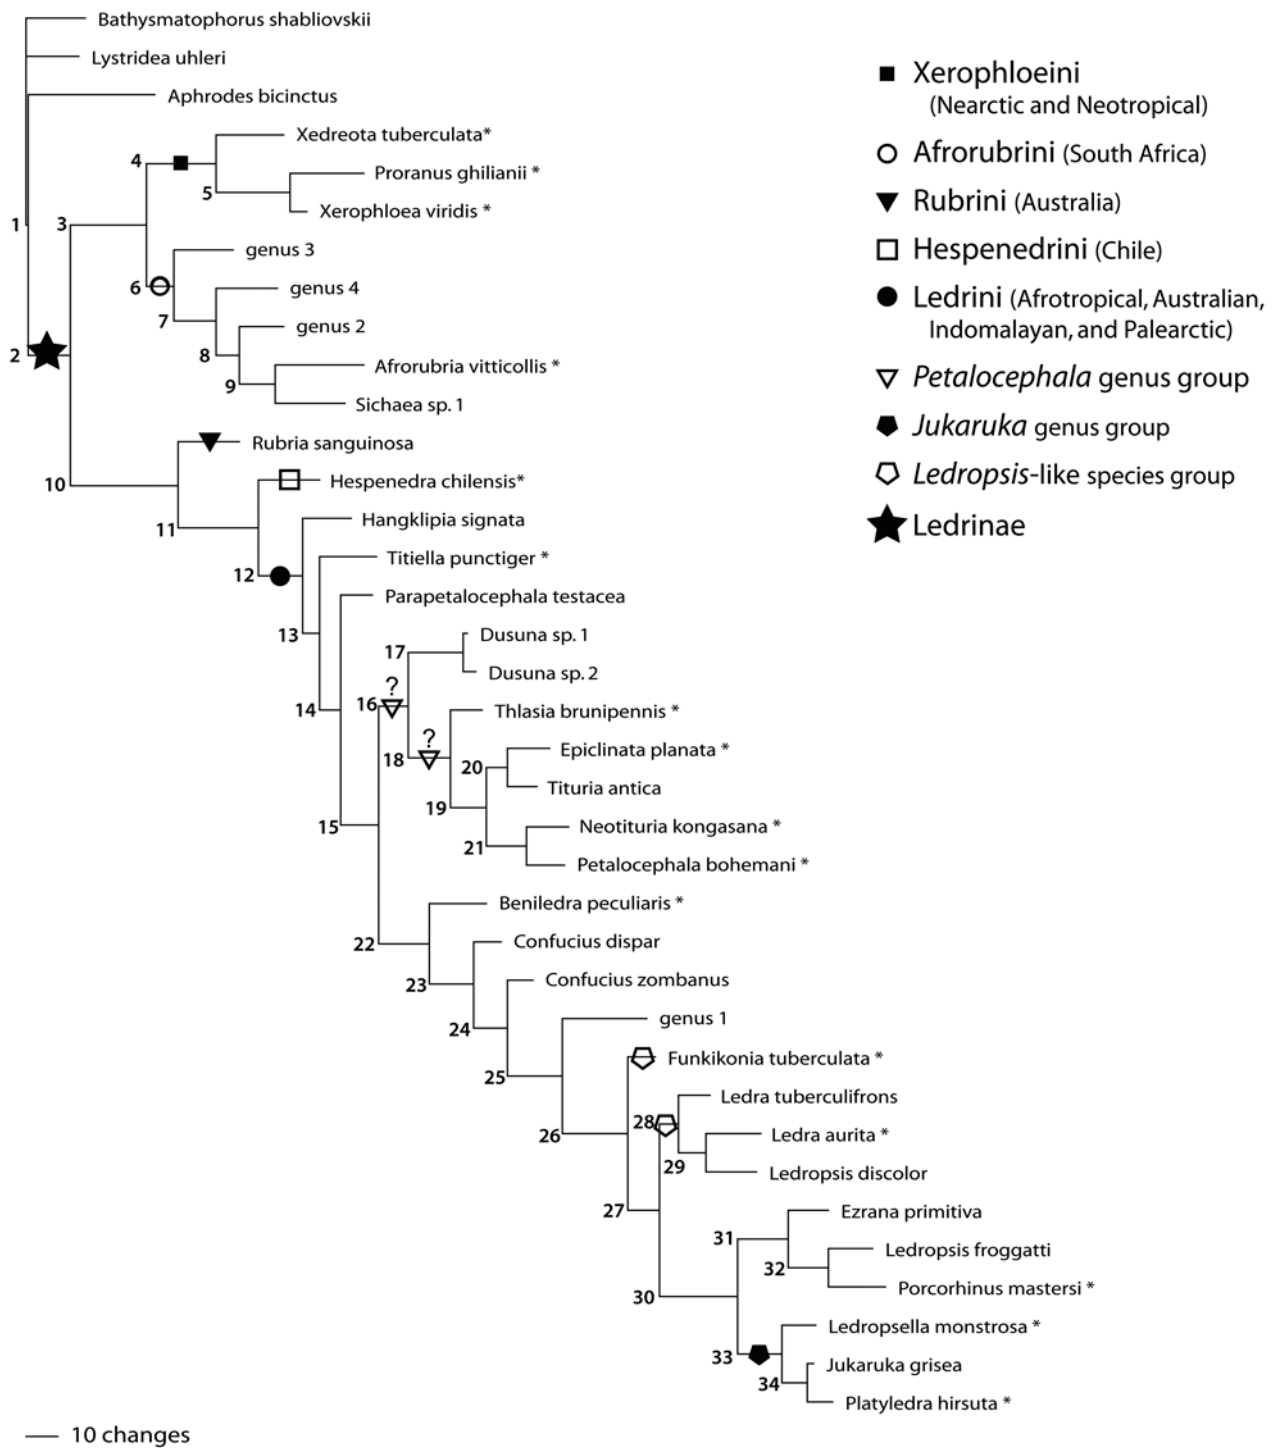 Bathysmatophorus shabliovskii
Lystridea uhleri
Aphrodes bicinctus
Xedreota tuberculata*
4
Proranus ghilianii *
5
Xerophloea viridis *
1
3
genus 3
6
genus 4
7
genus 2
2
8
Afrorubria vitticollis *
9
Sichaea sp. 1
Rubria sanguinosa
10
Hespenedra chilensis*
11
Hangklipia signata
Titiella punctiger *
12
Parapetalocephala testacea
13
Dusuna sp. 1
17
Dusuna sp. 2
?
16
14
Thlasia brunipennis *
?
18
Epiclinata planata *
20
Tituria antica
19
15
Neotituria kongasana *
21
Petalocephala bohemani *
Beniledra peculiaris *
22
Confucius dispar
23
Confucius zombanus
24
genus 1
25
Funkikonia tuberculata *
Ledra tuberculifrons
28
26
Ledra aurita *
29
Ledropsis discolor
27
Ezrana primitiva
31
Ledropsis froggatti
32
Porcorhinus mastersi *
30
Ledropsella monstrosa *
33
Jukaruka grisea
34
Platyledra hirsuta *
10 changes
Xerophloeini
(Nearctic and Neotropical)
Afrorubrini (South Africa)
Rubrini (Australia)
Hespenedrini (Chile)
Ledrini (Afrotropical, Australian,
Indomalayan, and Palearctic)
Petalocephala genus group
Jukaruka genus group
Ledropsis-like species group
Ledrinae